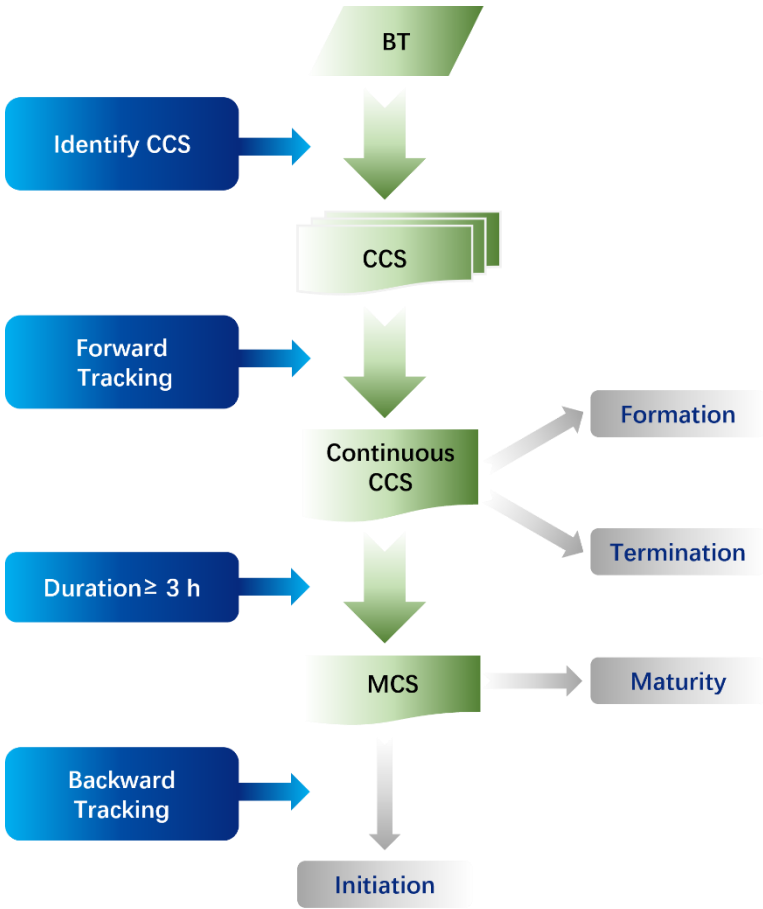 BT
Identify CCS
CCS
Forward
Tracking
Continuous
CCS
Formation
Termination
Duration≥ 3 h
MCS
Maturity
Backward
Tracking
Initiation